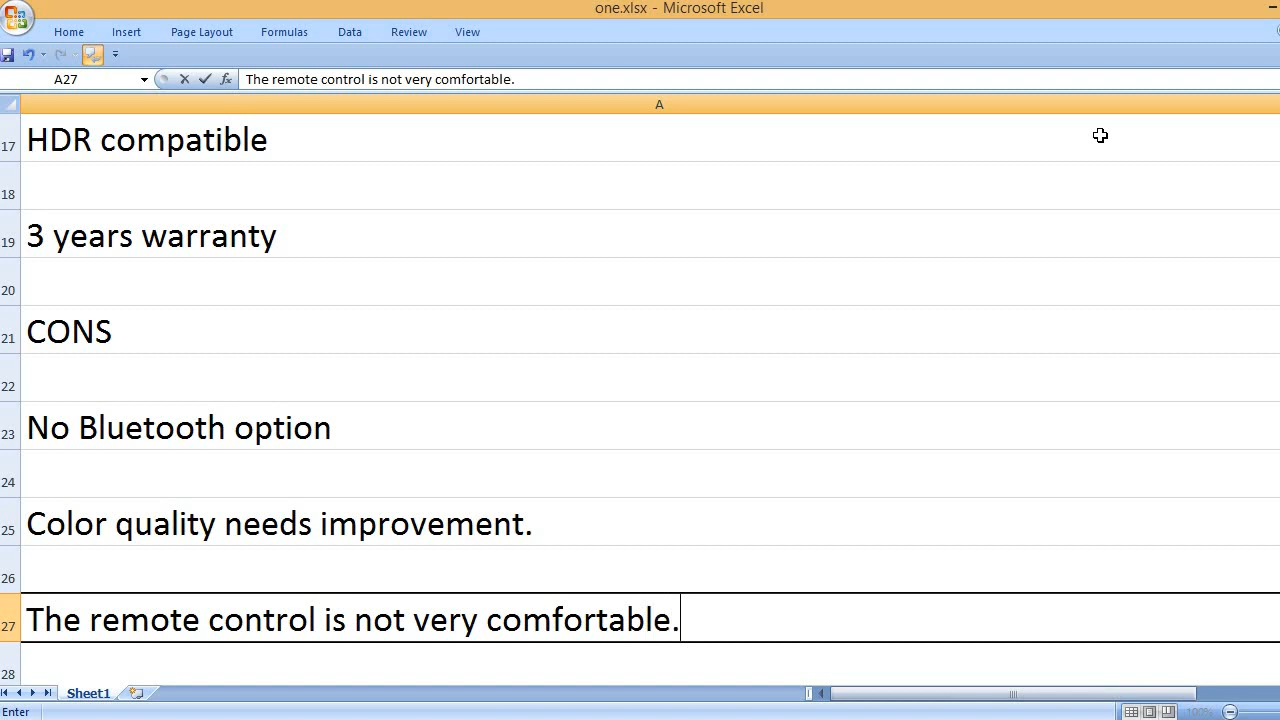 one.xlsx - Microsoft Excel
Home Insert Page Layout Formulas Data Review View
A27 fx The remote control is not very comfortable.
A
17 HDR compatible
18
19 3 years warranty
20
21 CONS
22
23 No Bluetooth option
24
25 Color quality needs improvement.
26
27 The remote control is not very comfortable.
28
Sheet1
Enter 100%